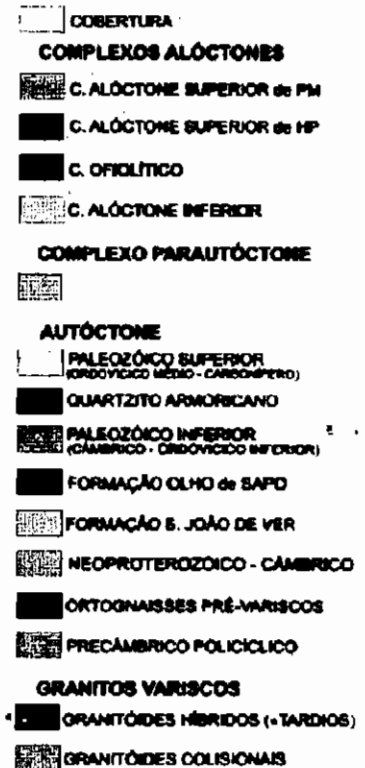 COBERTURA
COMPLEXOS ALÓCTONES
C. ALÓCTONE SUPERIOR de PM
C. ALÓCTONE SUPERIOR de HP
C. OFIOLÍTICO
C. ALÓCTONE INFERIOR
COMPLEXO PARAUTÓCTONE
AUTÓCTONE
PALEOZÓICO SUPERIOR
(ORDOVICICO MÉDIO - CARBONÍFERO)
QUARTZITO ARMORICANO
PALEOZÓICO INFERIOR
(CÂMBRICO - ORDOVICICO INFERIOR)
FORMAÇÃO OLHO de SAPO
FORMAÇÃO S. JOÃO DE VER
NEOPROTEROZÓICO - CÂMBRICO
ORTOGNAISSES PRÉ-VARISCOS
PRECÂMBRICO POLICÍCLICO
GRANITOS VARISCOS
GRANITÓIDES HÍBRIDOS (*TARDIOS)
GRANITÓIDES COLISIONAIS